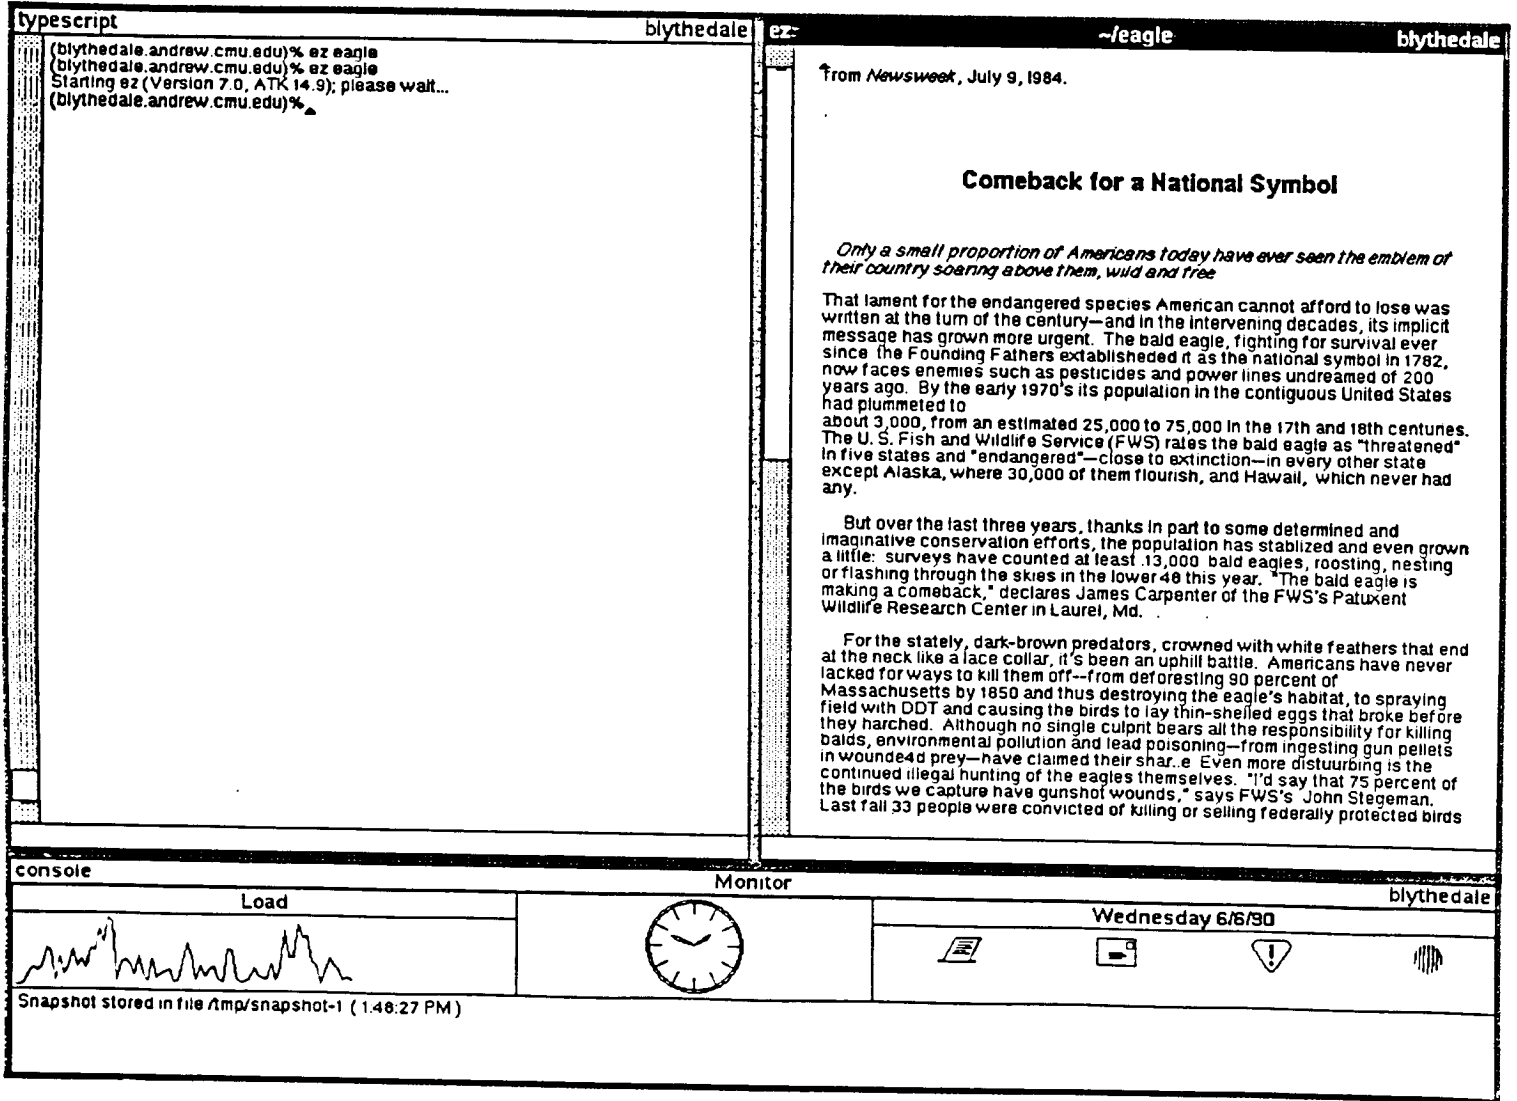 typescript blythedale
(blythedale.andrew.cmu.edu)% ez eagle
(blythedale.andrew.cmu.edu)% ez eagle
Starting ez (Version 7.0, ATK 14.9); please wait...
(blythedale.andrew.cmu.edu)%
ez: ~/eagle blythedale
From Newsweek, July 9, 1984.
Comeback for a National Symbol
Only a small proportion of Americans today have ever seen the emblem of
their country soaring above them, wild and free
That lament for the endangered species American cannot afford to lose was
written at the turn of the century—and in the intervening decades, its implicit
message has grown more urgent. The bald eagle, fighting for survival ever
since the Founding Fathers extablisheded it as the national symbol in 1782,
now faces enemies such as pesticides and power lines undreamed of 200
years ago. By the early 1970's its population in the contiguous United States
had plummeted to
about 3,000, from an estimated 25,000 to 75,000 in the 17th and 18th centuries.
The U. S. Fish and Wildlife Service (FWS) rates the bald eagle as "threatened"
in five states and "endangered"—close to extinction—in every other state
except Alaska, where 30,000 of them flourish, and Hawaii, which never had
any.
But over the last three years, thanks in part to some determined and
imaginative conservation efforts, the population has stablized and even grown
a little: surveys have counted at least 13,000 bald eagles, roosting, nesting
or flashing through the skies in the lower 48 this year. "The bald eagle is
making a comeback," declares James Carpenter of the FWS's Patuxent
Wildlife Research Center in Laurel, Md.
For the stately, dark-brown predators, crowned with white feathers that end
at the neck like a lace collar, it's been an uphill battle. Americans have never
lacked for ways to kill them off--from deforesting 90 percent of
Massachusetts by 1850 and thus destroying the eagle's habitat, to spraying
field with DDT and causing the birds to lay thin-shelled eggs that broke before
they harched. Although no single culprit bears all the responsibility for killing
balds, environmental pollution and lead poisoning—from ingesting gun pellets
in wounde4d prey—have claimed their shar..e Even more distuurbing is the
continued illegal hunting of the eagles themselves. "I'd say that 75 percent of
the birds we capture have gunshot wounds," says FWS's John Stegeman.
Last fall 33 people were convicted of killing or selling federally protected birds
console Monitor blythedale
Load
Wednesday 6/6/90
Snapshot stored in file /tmp/snapshot-1 ( 1:48:27 PM )